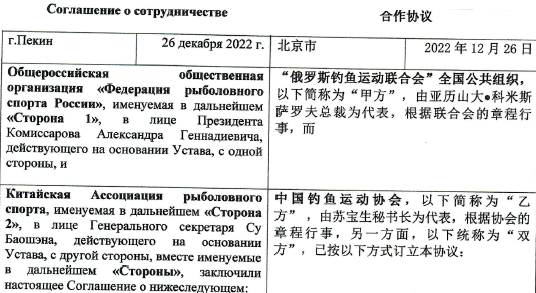 Соглашение о сотрудничестве
合作协议
г.Пекин
26 декабря 2022 г.
北京市
2022 年 12 月 26 日
Общероссийская общественная
организация «Федерация рыболовного
спорта России», именуемая в дальнейшем
«Сторона 1», в лице Президента
Комиссарова Александра Геннадиевича,
действующего на основании Устава, с одной
стороны, и
“俄罗斯钓鱼运动联合会”全国公共组织，
以下简称为“甲方”，由亚历山大•科米斯
萨罗夫总裁为代表，根据联合会的章程行
事，而
Китайская Ассоциация рыболовного
спорта, именуемая в дальнейшем «Сторона
2», в лице Генерального секретаря Су
Баошэна, действующего на основании
Устава, с другой стороны, вместе именуемые
в дальнейшем «Стороны», заключили
настоящее Соглашение о нижеследующем:
中国钓鱼运动协会，以下简称为“乙
方”，由苏宝生秘书长为代表，根据协会的
章程行事，另一方面，以下统称为“双
方”，已按以下方式订立本协议：